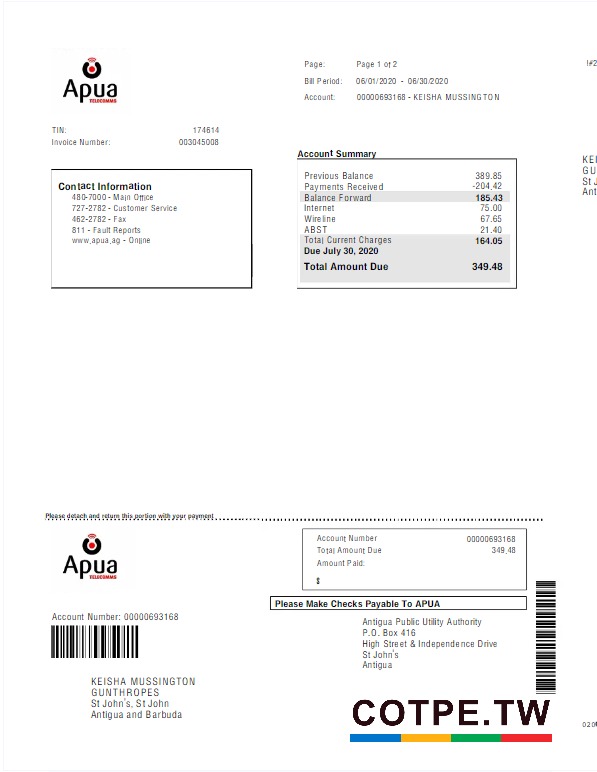 Apua
TELECOMMS
Page: Page 1 of 2
Bill Period: 06/01/2020 - 06/30/2020
Account: 00000693168 - KEISHA MUSSINGTON
!#2
TIN: 174614
Invoice Number: 003045008
Contact Information
480-7000 - Main Office
727-2782 - Customer Service
462-2782 - Fax
811 - Fault Reports
www.apua.ag - Online
Account Summary
Previous Balance 389.85
Payments Received -204.42
Balance Forward 185.43
Internet 75.00
Wireline 67.65
ABST 21.40
Total Current Charges 164.05
Due July 30, 2020
Total Amount Due 349.48
KEI
GU
St J
Ant
Please detach and return this portion with your payment
Apua
TELECOMMS
Account Number 00000693168
Total Amount Due 349.48
Amount Paid:
$
Please Make Checks Payable To APUA
Account Number: 00000693168
Antigua Public Utility Authority
P.O. Box 416
High Street & Independence Drive
St John's
Antigua
KEISHA MUSSINGTON
GUNTHROPES
St John's, St John
Antigua and Barbuda
COTPE.TW
020